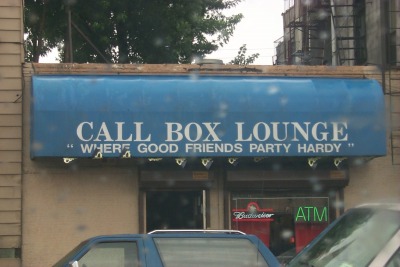 CALL BOX LOUNGE
" WHERE GOOD FRIENDS PARTY HARDY "
Budweiser
ATM